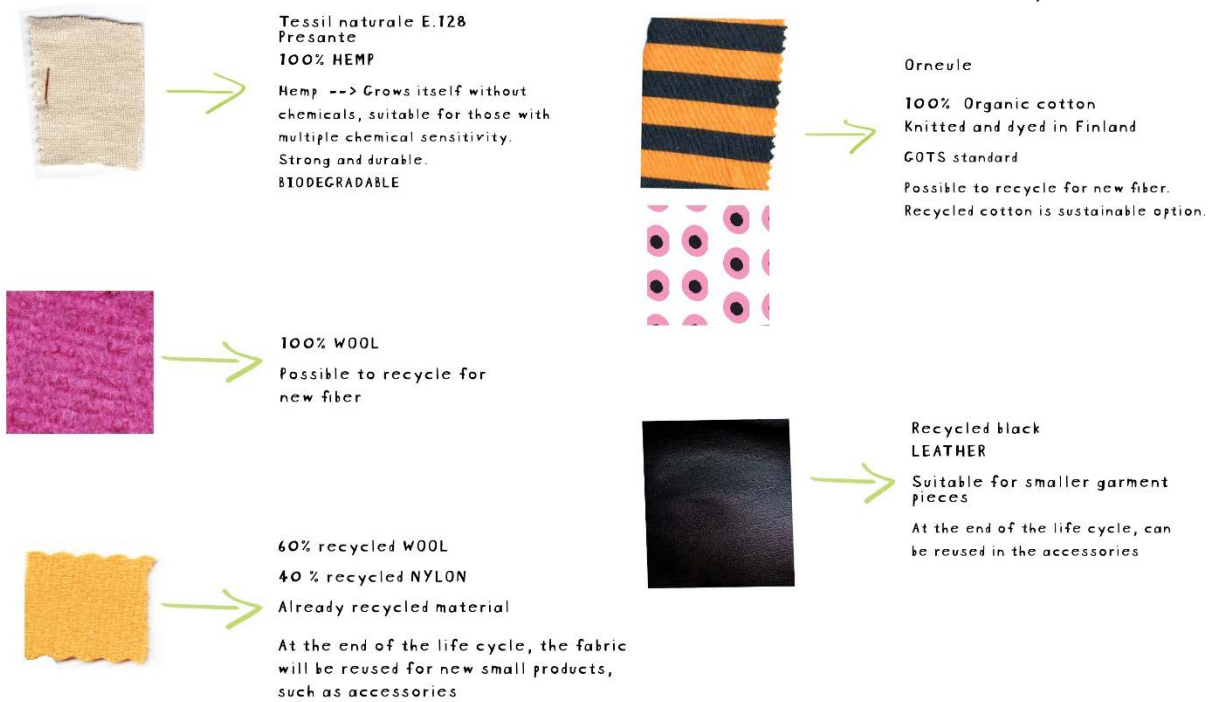 Tessil naturale E.128
Presante
100% HEMP
Hemp --> Grows itself without
chemicals, suitable for those with
multiple chemical sensitivity.
Strong and durable.
BIODEGRADABLE
100% WOOL
Possible to recycle for
new fiber
60% recycled WOOL
40 % recycled NYLON
Already recycled material
At the end of the life cycle, the fabric
will be reused for new small products,
such as accessories
Orneule
100% Organic cotton
Knitted and dyed in Finland
GOTS standard
Possible to recycle for new fiber.
Recycled cotton is sustainable option.
Recycled black
LEATHER
Suitable for smaller garment
pieces
At the end of the life cycle, can
be reused in the accessories